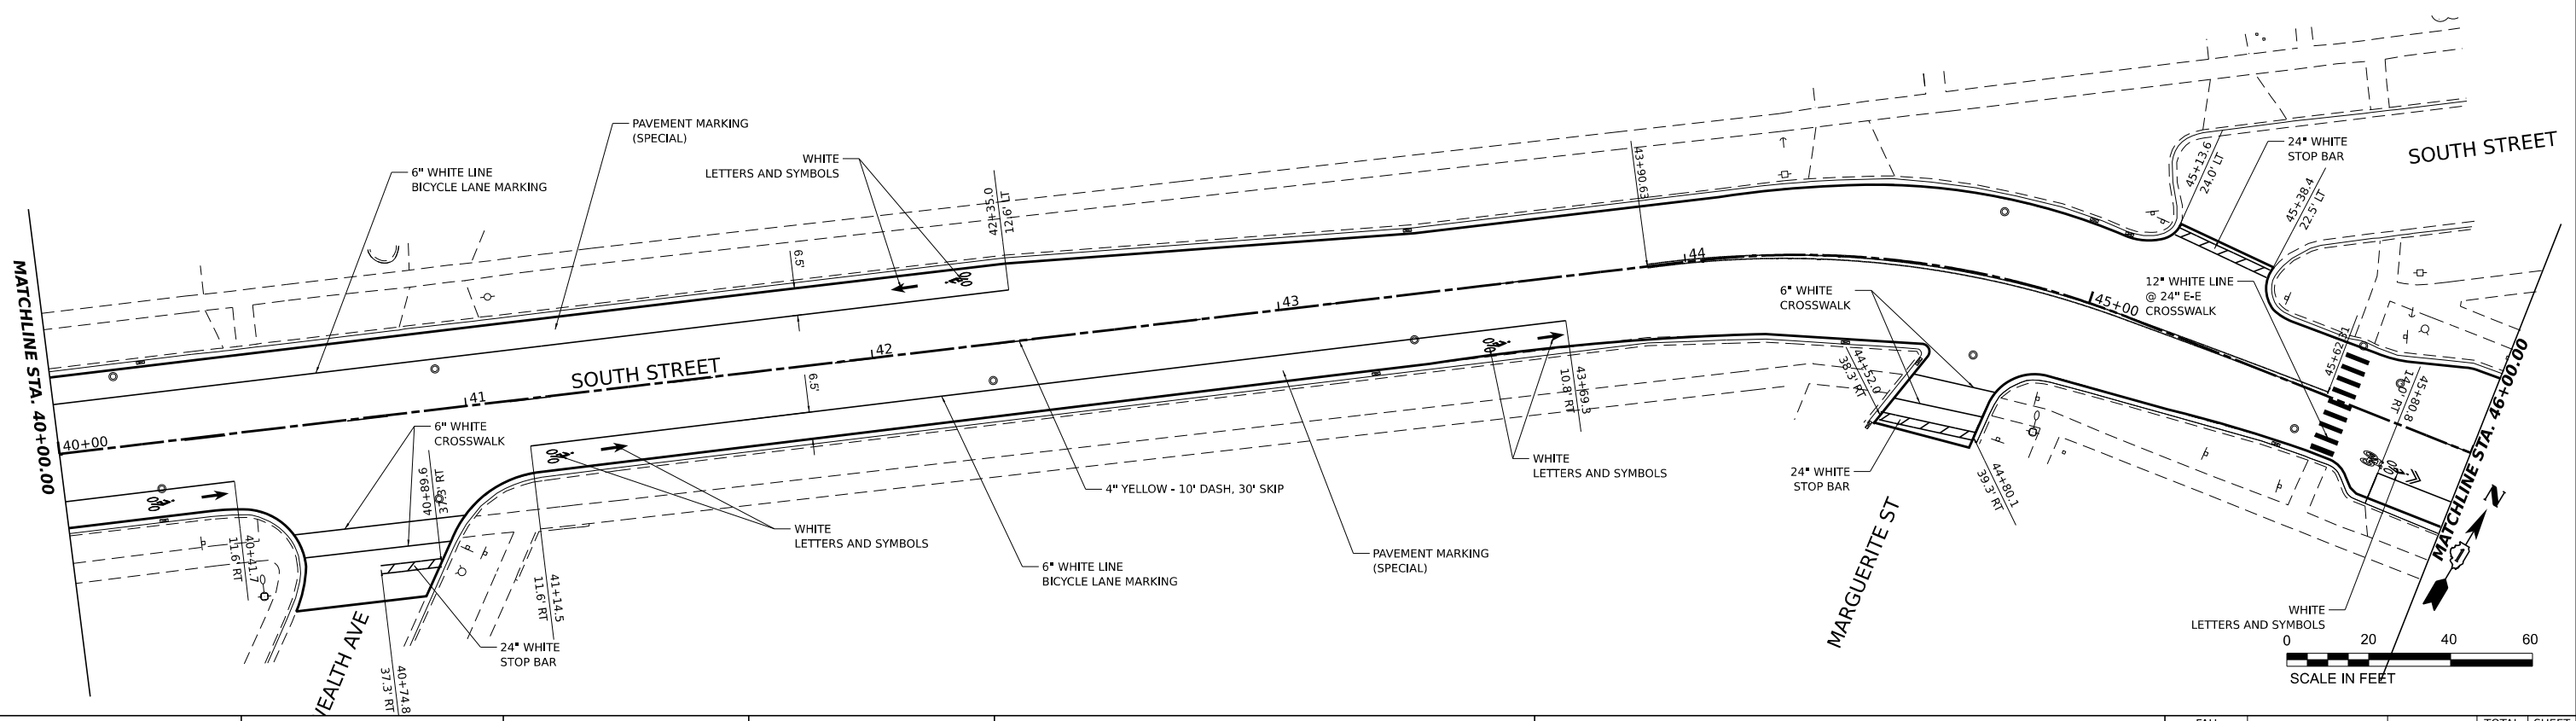 MATCHLINE STA. 40+00.00
6" WHITE LINE
BICYCLE LANE MARKING
PAVEMENT MARKING
(SPECIAL)
WHITE
LETTERS AND SYMBOLS
42+35.0
12.6' LT
6.5'
6.5'
40+00
41
42
43
44
45+00
SOUTH STREET
43+90.63
45+13.6
24.0' LT
24" WHITE
STOP BAR
SOUTH STREET
45+38.4
22.5' LT
12" WHITE LINE
@ 24" E-E
CROSSWALK
6" WHITE
CROSSWALK
44+52.0
38.3' RT
45+80.8
14.0' RT
MATCHLINE STA. 46+00.00
6" WHITE
CROSSWALK
40+89.6
37.3' RT
40+41.7
11.6' RT
24" WHITE
STOP BAR
40+74.8
37.3' RT
41+14.5
11.6' RT
WHITE
LETTERS AND SYMBOLS
6" WHITE LINE
BICYCLE LANE MARKING
4" YELLOW - 10' DASH, 30' SKIP
PAVEMENT MARKING
(SPECIAL)
WHITE
LETTERS AND SYMBOLS
43+69.3
10.8' RT
24" WHITE
STOP BAR
44+80.1
39.3' RT
MARGUERITE ST
WHITE
LETTERS AND SYMBOLS
N
0 20 40 60
SCALE IN FEET